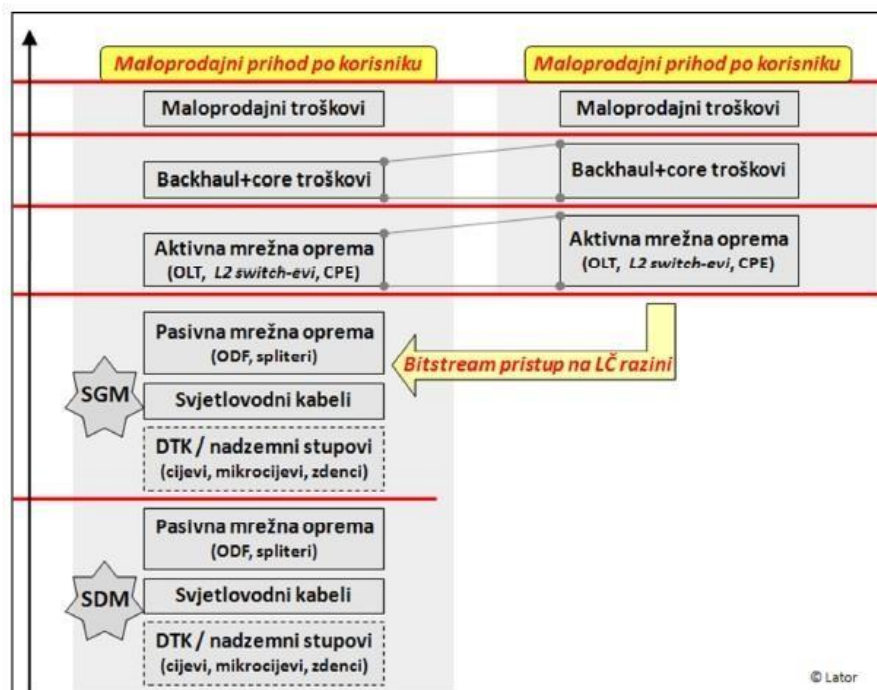 Maloprodajni prihod po korisniku
Maloprodajni prihod po korisniku
Maloprodajni troškovi
Maloprodajni troškovi
Backhaul+core troškovi
Backhaul+core troškovi
Aktivna mrežna oprema
(OLT, L2 switch-evi, CPE)
Aktivna mrežna oprema
(OLT, L2 switch-evi, CPE)
Pasivna mrežna oprema
(ODF, spliteri)
Bitstream pristup na LČ razini
SGM
Svjetlovodni kabeli
DTK / nadzemni stupovi
(cijevi, mikrocijevi, zdenci)
Pasivna mrežna oprema
(ODF, spliteri)
SDM
Svjetlovodni kabeli
DTK / nadzemni stupovi
(cijevi, mikrocijevi, zdenci)
© Lator